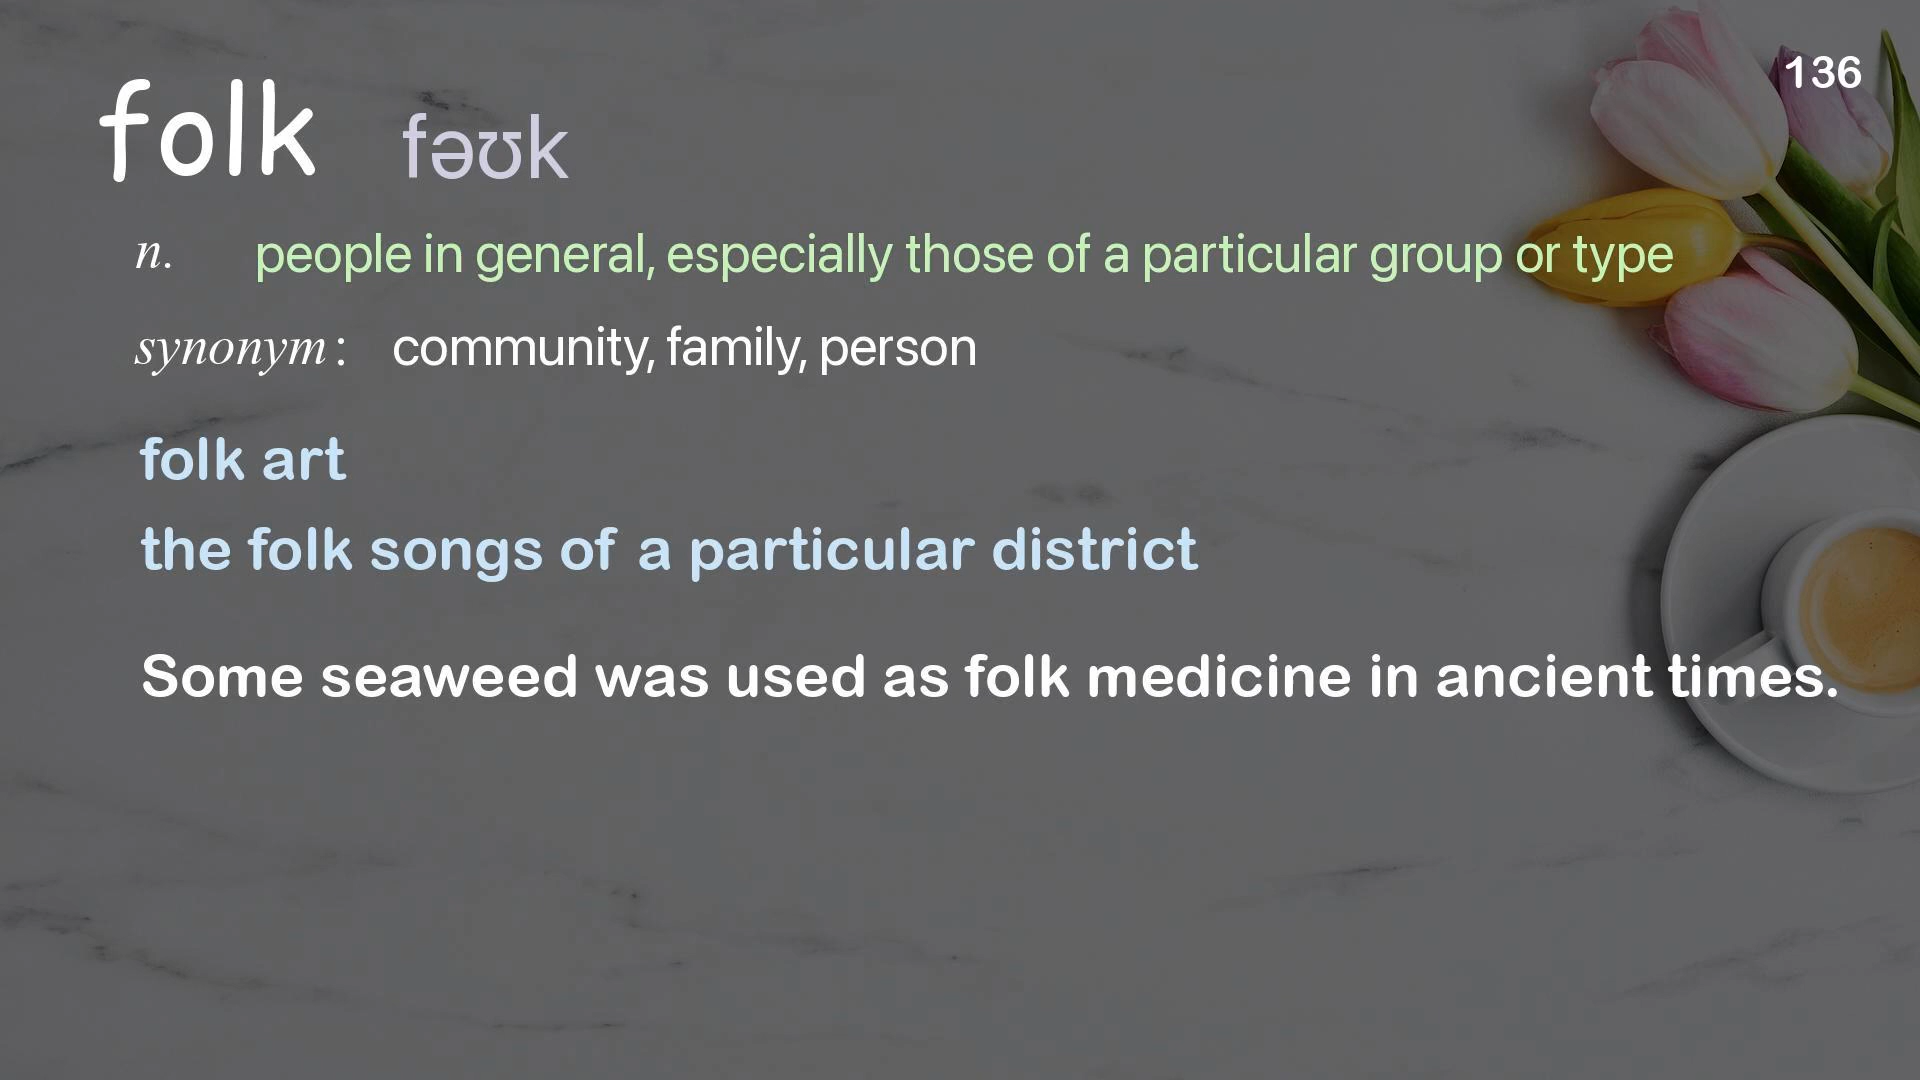 136
folk fəʊk
n. people in general, especially those of a particular group or type
synonym: community, family, person
folk art
the folk songs of a particular district
Some seaweed was used as folk medicine in ancient times.